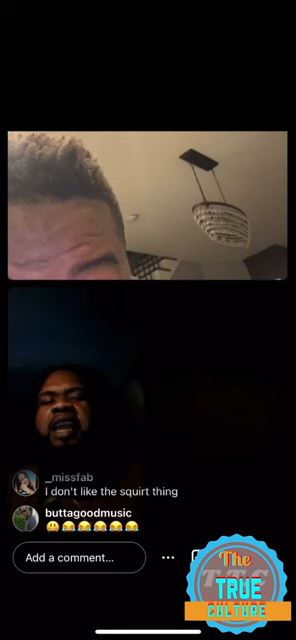 _missfab
I don't like the squirt thing
buttagoodmusic
😃😂😂😂😂😂
Add a comment...
The
T.T.C
TRUE
CULTURE